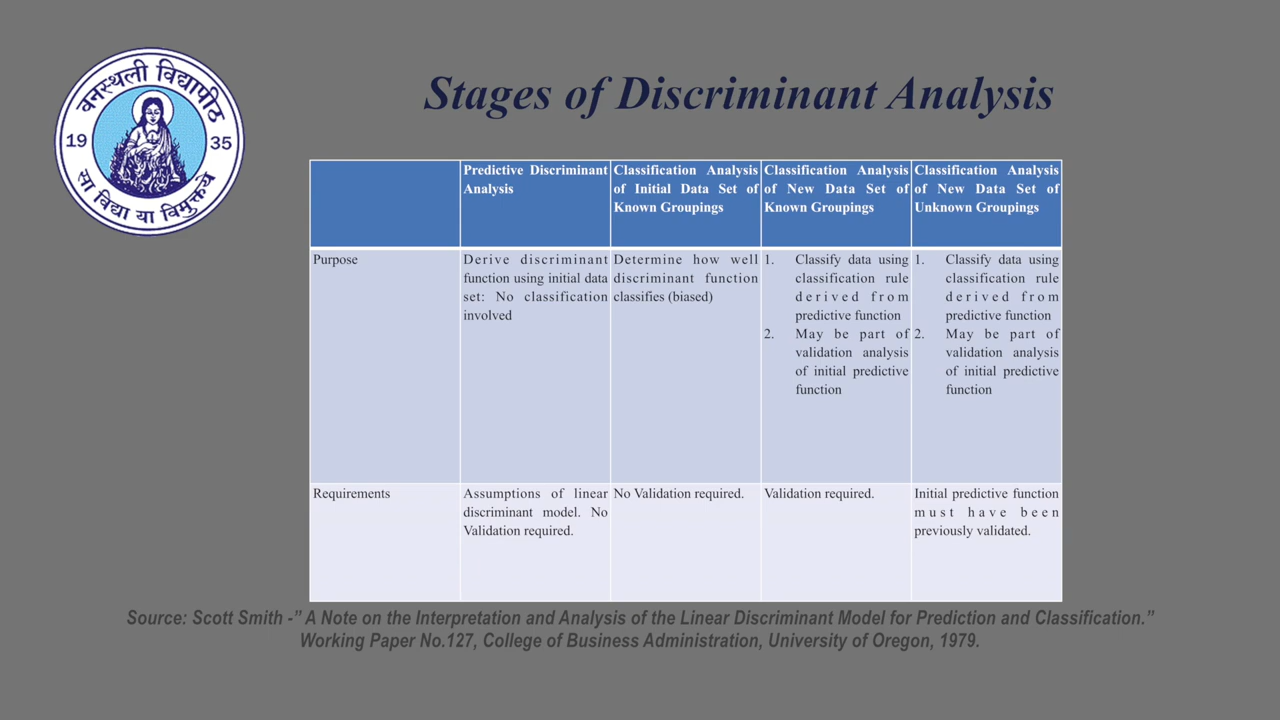 वनस्थली विद्यापीठ
19 35
सा विद्या या विमुक्तये
Stages of Discriminant Analysis
Predictive Discriminant
Analysis
Classification Analysis
of Initial Data Set of
Known Groupings
Classification Analysis
of New Data Set of
Known Groupings
Classification Analysis
of New Data Set of
Unknown Groupings
Purpose
Derive discriminant
function using initial data
set: No classification
involved
Determine how well
discriminant function
classifies (biased)
1. Classify data using
classification rule
derived from
predictive function
2. May be part of
validation analysis
of initial predictive
function
1. Classify data using
classification rule
derived from
predictive function
2. May be part of
validation analysis
of initial predictive
function
Requirements
Assumptions of linear
discriminant model. No
Validation required.
No Validation required.
Validation required.
Initial predictive function
must have been
previously validated.
Source: Scott Smith -” A Note on the Interpretation and Analysis of the Linear Discriminant Model for Prediction and Classification.”
Working Paper No.127, College of Business Administration, University of Oregon, 1979.